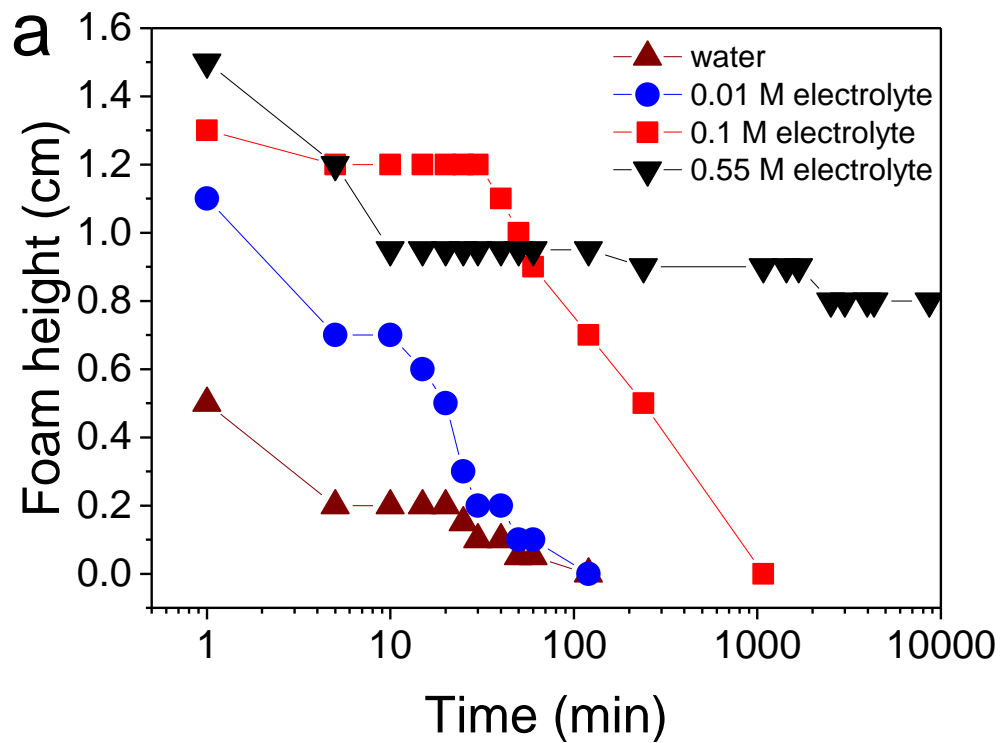 a
Foam height (cm)
1.6
1.4
1.2
1.0
0.8
0.6
0.4
0.2
0.0
water
0.01 M electrolyte
0.1 M electrolyte
0.55 M electrolyte
1 10 100 1000 10000
Time (min)